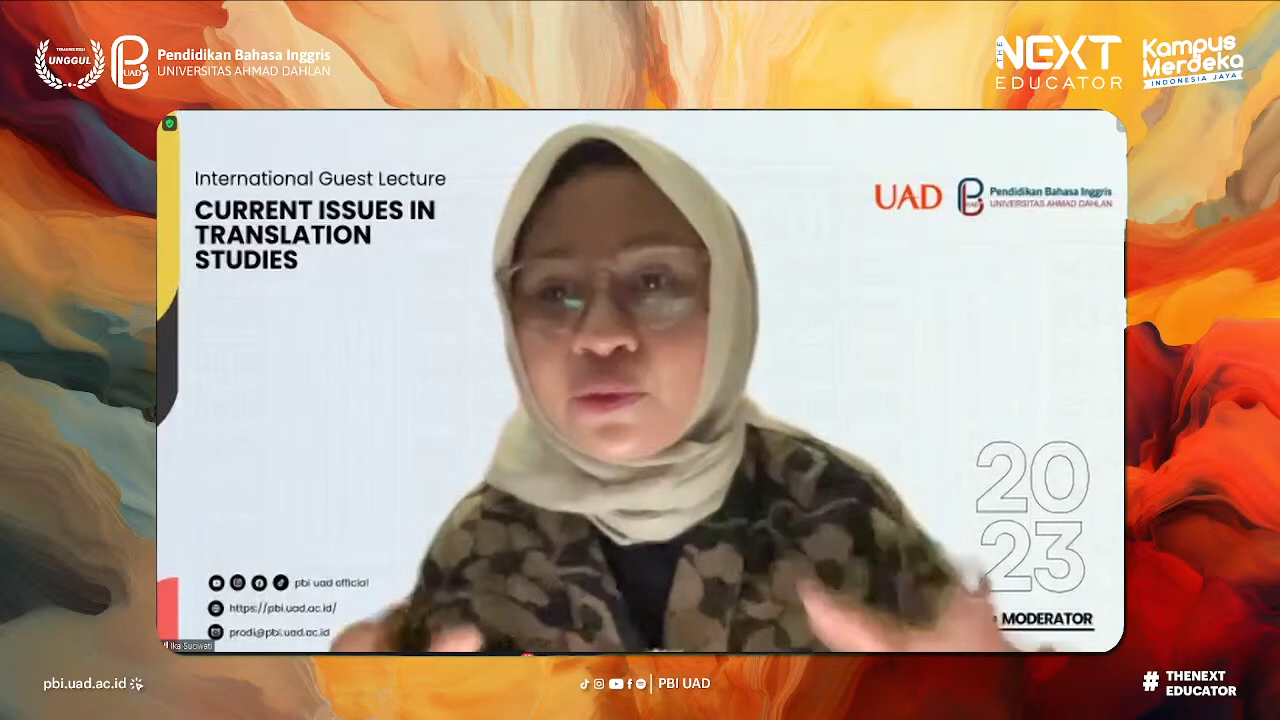 TERAKREDITASI
UNGGUL
UAD
Pendidikan Bahasa Inggris
UNIVERSITAS AHMAD DAHLAN
THE
NEXT
EDUCATOR
Kampus
Merdeka
INDONESIA JAYA
International Guest Lecture
CURRENT ISSUES IN
TRANSLATION
STUDIES
UAD
UAD
Pendidikan Bahasa Inggris
UNIVERSITAS AHMAD DAHLAN
20
23
MODERATOR
pbi uad official
https://pbi.uad.ac.id/
prodi@pbi.uad.ac.id
Ika Suciwati
pbi.uad.ac.id
PBI UAD
# THENEXT
EDUCATOR